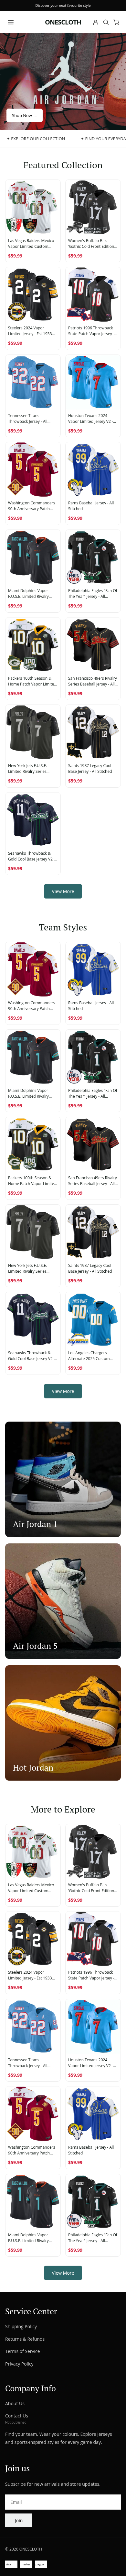 Discover your next favourite style.
ONESCLOTH
AIR JORDAN
Shop Now →
✦ EXPLORE OUR COLLECTION
✦ FIND YOUR EVERYDA
Featured Collection
Las Vegas Raiders Mexico
Vapor Limited Custom...
$59.99
Women's Buffalo Bills
'Gothic Cold Front Edition...
$59.99
Steelers 2024 Vapor
Limited Jersey - Est 1933...
$59.99
Patriots 1996 Throwback
State Patch Vapor Jersey -...
$59.99
Tennessee Titans
Throwback Jersey - All...
$59.99
Houston Texans 2024
Vapor Limited Jersey V2 -...
$59.99
Washington Commanders
90th Anniversary Patch...
$59.99
Rams Baseball Jersey - All
Stitched
$59.99
Miami Dolphins Vapor
F.U.S.E. Limited Rivalry...
$59.99
Philadelphia Eagles "Fan Of
The Year" Jersey - All...
$59.99
Packers 100th Season &
Home Patch Vapor Limite...
$59.99
San Francisco 49ers Rivalry
Series Baseball Jersey - All...
$59.99
New York Jets F.U.S.E.
Limited Rivalry Series...
$59.99
Saints 1987 Legacy Cool
Base Jersey - All Stitched
$59.99
Seahawks Throwback &
Gold Cool Base Jersey V2 ...
$59.99
View More
Team Styles
Washington Commanders
90th Anniversary Patch...
$59.99
Rams Baseball Jersey - All
Stitched
$59.99
Miami Dolphins Vapor
F.U.S.E. Limited Rivalry...
$59.99
Philadelphia Eagles "Fan Of
The Year" Jersey - All...
$59.99
Packers 100th Season &
Home Patch Vapor Limite...
$59.99
San Francisco 49ers Rivalry
Series Baseball Jersey - All...
$59.99
New York Jets F.U.S.E.
Limited Rivalry Series...
$59.99
Saints 1987 Legacy Cool
Base Jersey - All Stitched
$59.99
Seahawks Throwback &
Gold Cool Base Jersey V2 ...
$59.99
Los Angeles Chargers
Alternate 2025 Custom...
$59.99
View More
Air Jordan 1
Air Jordan 5
Hot Jordan
More to Explore
Las Vegas Raiders Mexico
Vapor Limited Custom...
$59.99
Women's Buffalo Bills
'Gothic Cold Front Edition...
$59.99
Steelers 2024 Vapor
Limited Jersey - Est 1933...
$59.99
Patriots 1996 Throwback
State Patch Vapor Jersey -...
$59.99
Tennessee Titans
Throwback Jersey - All...
$59.99
Houston Texans 2024
Vapor Limited Jersey V2 -...
$59.99
Washington Commanders
90th Anniversary Patch...
$59.99
Rams Baseball Jersey - All
Stitched
$59.99
Miami Dolphins Vapor
F.U.S.E. Limited Rivalry...
$59.99
Philadelphia Eagles "Fan Of
The Year" Jersey - All...
$59.99
View More
Service Center
Shipping Policy
Returns & Refunds
Terms of Service
Privacy Policy
Company Info
About Us
Contact Us
Not published
Find your team. Wear your colours. Explore jerseys
and sports-inspired styles for every game day.
Join us
Subscribe for new arrivals and store updates.
Email
Join
© 2026 ONESCLOTH